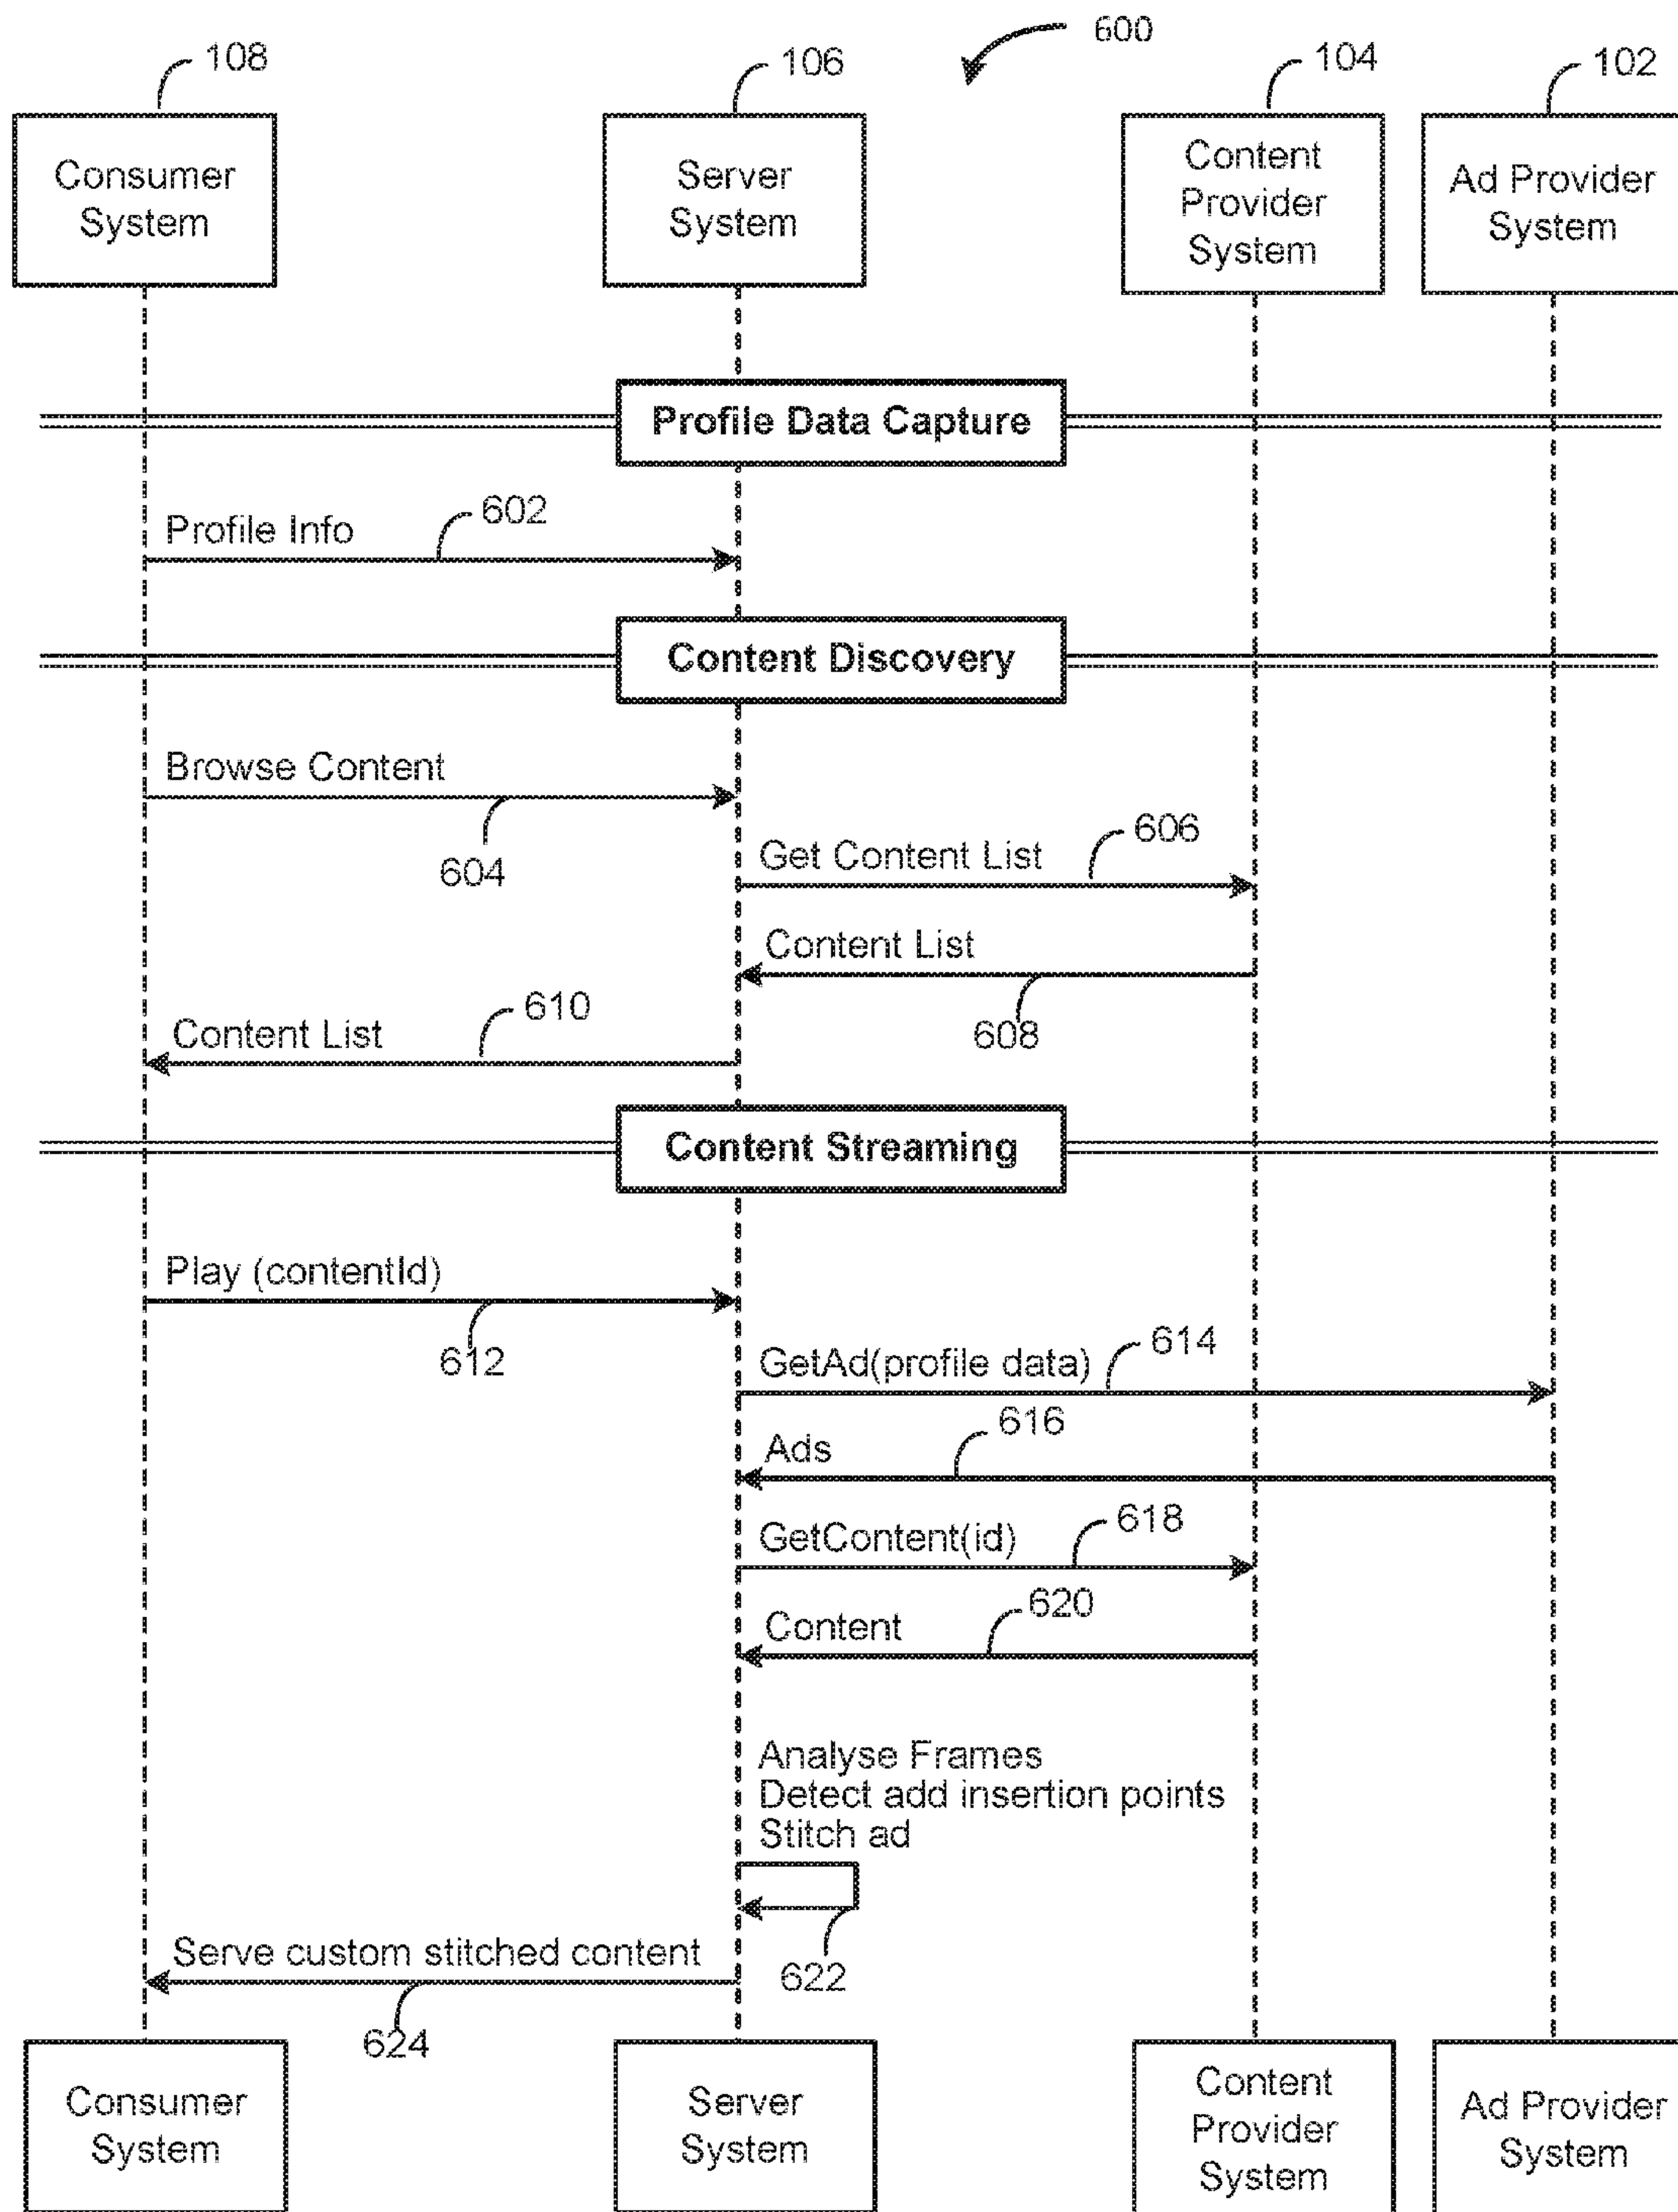 600
108
106
104
102
Consumer
System
Server
System
Content
Provider
System
Ad Provider
System
Profile Data Capture
Profile Info
602
Content Discovery
Browse Content
604
Get Content List
606
Content List
608
Content List
610
Content Streaming
Play (contentId)
612
GetAd(profile data)
614
Ads
616
GetContent(id)
618
Content
620
Analyse Frames
Detect add insertion points
Stitch ad
622
Serve custom stitched content
624
Consumer
System
Server
System
Content
Provider
System
Ad Provider
System